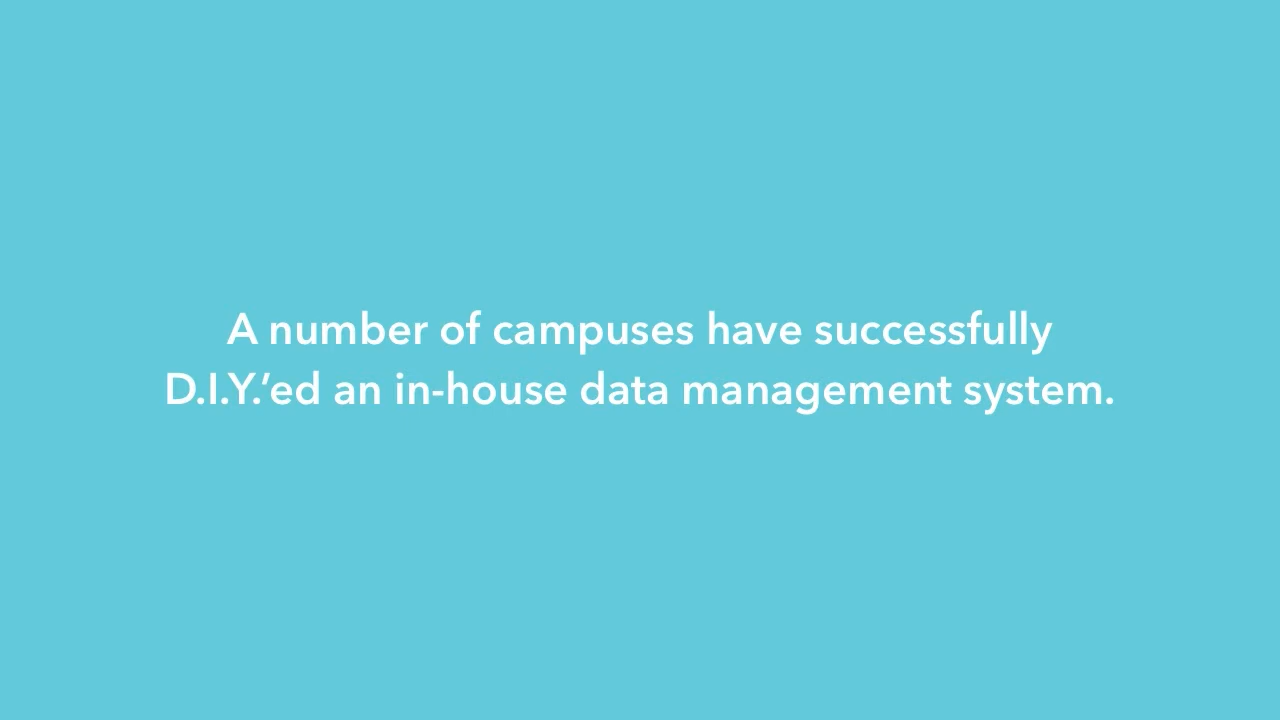 A number of campuses have successfully
D.I.Y.’ed an in-house data management system.